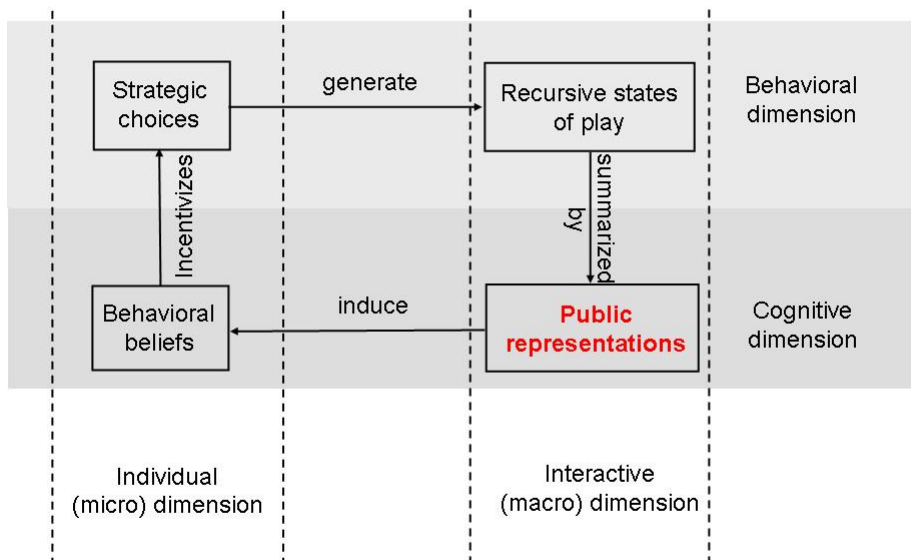 Strategic
choices
generate
Recursive states
of play
Behavioral
dimension
Incentivizes
summarized
by
Behavioral
beliefs
induce
Public
representations
Cognitive
dimension
Individual
(micro) dimension
Interactive
(macro) dimension